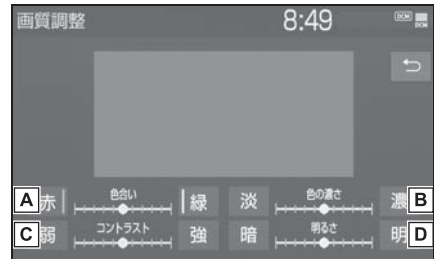 画質調整 8:49 DCM
色合い 色の濃さ
A 赤 緑 淡 濃 B
コントラスト 明るさ
C 弱 強 暗 明 D